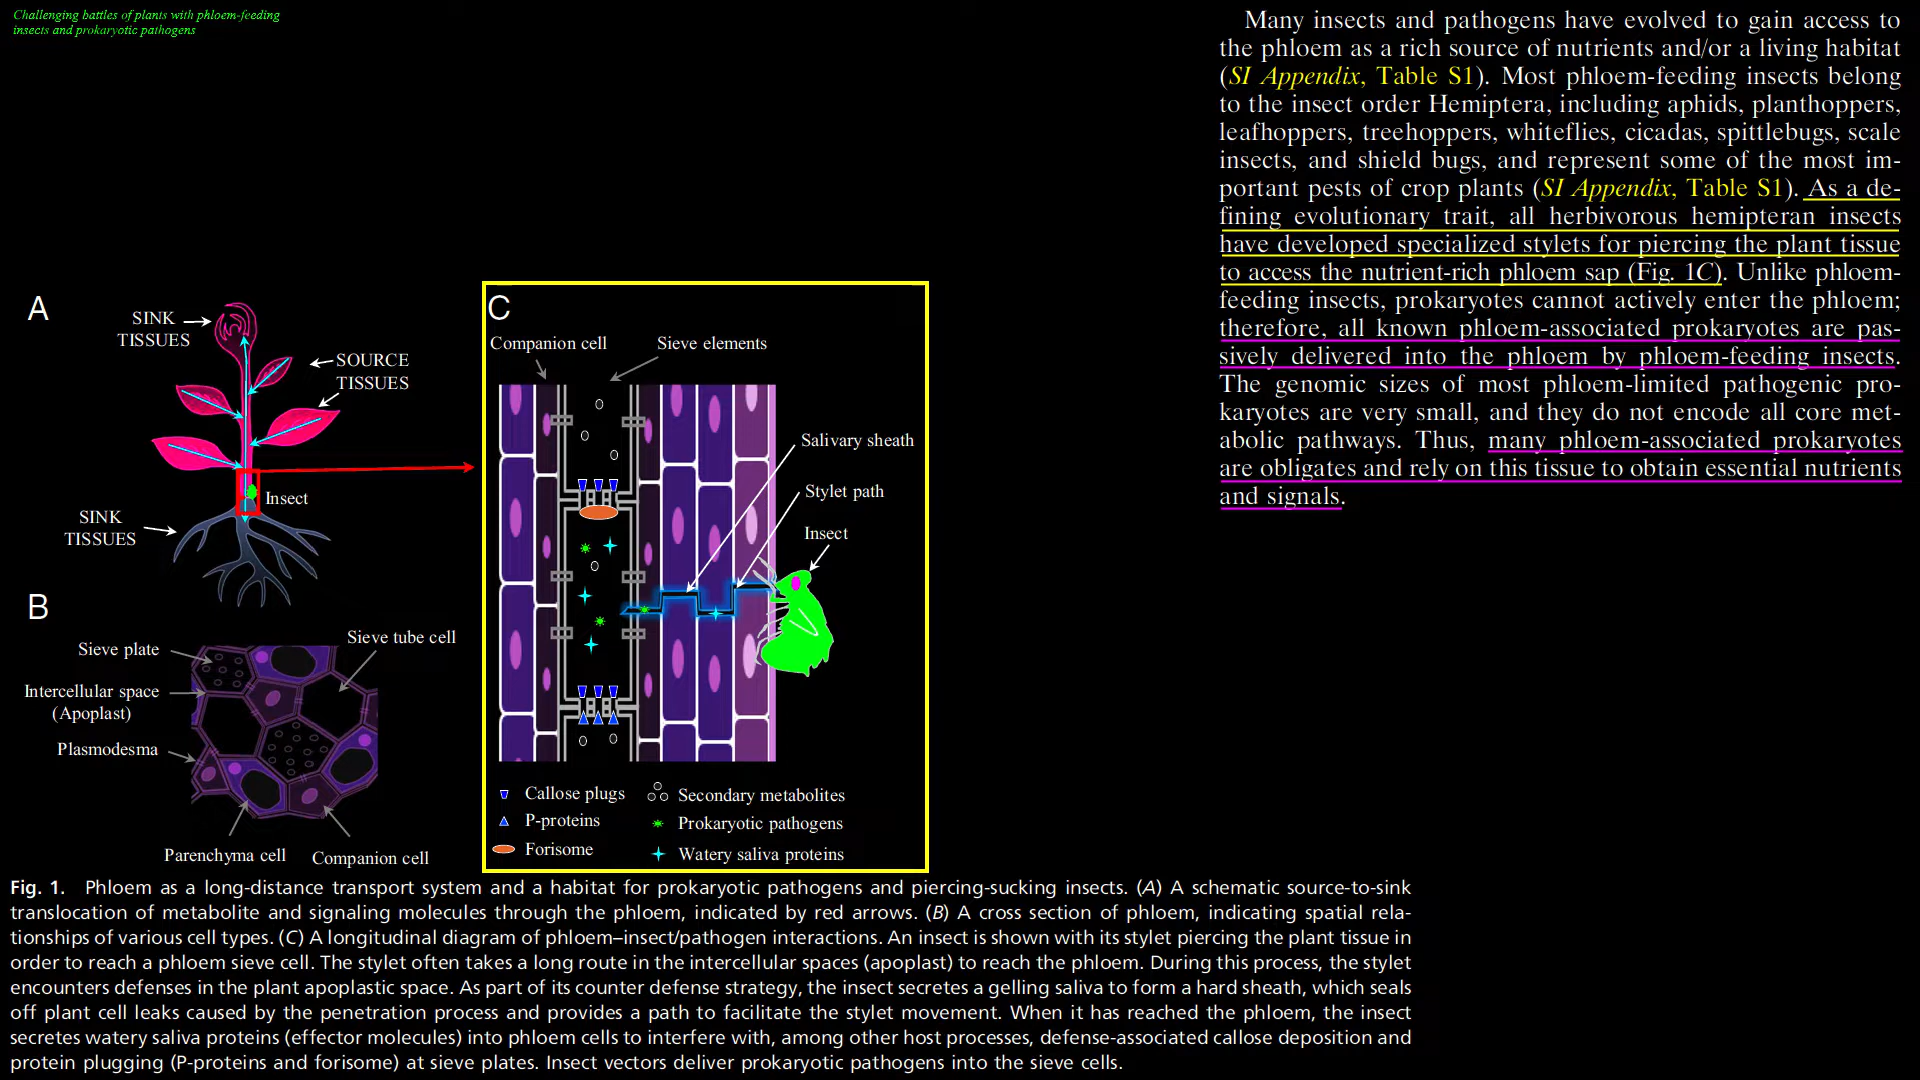 Challenging battles of plants with phloem-feeding
insects and prokaryotic pathogens
Many insects and pathogens have evolved to gain access to
the phloem as a rich source of nutrients and/or a living habitat
(SI Appendix, Table S1). Most phloem-feeding insects belong
to the insect order Hemiptera, including aphids, planthoppers,
leafhoppers, treehoppers, whiteflies, cicadas, spittlebugs, scale
insects, and shield bugs, and represent some of the most im-
portant pests of crop plants (SI Appendix, Table S1). As a de-
fining evolutionary trait, all herbivorous hemipteran insects
have developed specialized stylets for piercing the plant tissue
to access the nutrient-rich phloem sap (Fig. 1C). Unlike phloem-
feeding insects, prokaryotes cannot actively enter the phloem;
therefore, all known phloem-associated prokaryotes are pas-
sively delivered into the phloem by phloem-feeding insects.
The genomic sizes of most phloem-limited pathogenic pro-
karyotes are very small, and they do not encode all core met-
abolic pathways. Thus, many phloem-associated prokaryotes
are obligates and rely on this tissue to obtain essential nutrients
and signals.
A
SINK
TISSUES
SOURCE
TISSUES
Insect
SINK
TISSUES
B
Sieve tube cell
Sieve plate
Intercellular space
(Apoplast)
Plasmodesma
Parenchyma cell
Companion cell
C
Companion cell
Sieve elements
Salivary sheath
Stylet path
Insect
Callose plugs
P-proteins
Forisome
Secondary metabolites
Prokaryotic pathogens
Watery saliva proteins
Fig. 1. Phloem as a long-distance transport system and a habitat for prokaryotic pathogens and piercing-sucking insects. (A) A schematic source-to-sink
translocation of metabolite and signaling molecules through the phloem, indicated by red arrows. (B) A cross section of phloem, indicating spatial rela-
tionships of various cell types. (C) A longitudinal diagram of phloem–insect/pathogen interactions. An insect is shown with its stylet piercing the plant tissue in
order to reach a phloem sieve cell. The stylet often takes a long route in the intercellular spaces (apoplast) to reach the phloem. During this process, the stylet
encounters defenses in the plant apoplastic space. As part of its counter defense strategy, the insect secretes a gelling saliva to form a hard sheath, which seals
off plant cell leaks caused by the penetration process and provides a path to facilitate the stylet movement. When it has reached the phloem, the insect
secretes watery saliva proteins (effector molecules) into phloem cells to interfere with, among other host processes, defense-associated callose deposition and
protein plugging (P-proteins and forisome) at sieve plates. Insect vectors deliver prokaryotic pathogens into the sieve cells.